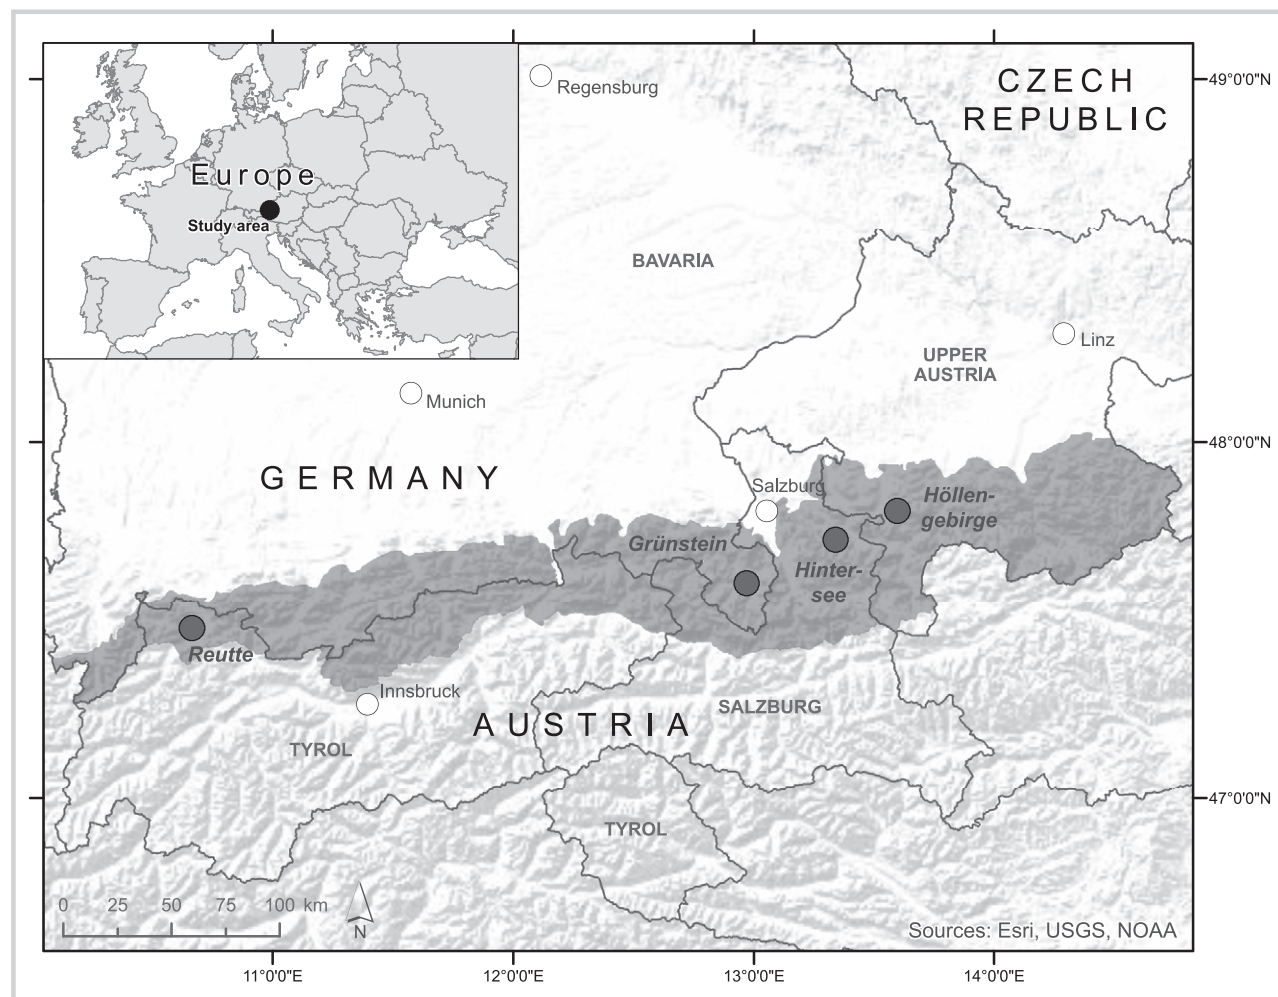 CZECH
REPUBLIC
49°0'0"N
Regensburg
Europe
Study area
BAVARIA
Linz
UPPER
AUSTRIA
Munich
48°0'0"N
GERMANY
Salzburg
Höllen-
gebirge
Grünstein
Hinter-
see
Reutte
Innsbruck
AUSTRIA
SALZBURG
TYROL
47°0'0"N
TYROL
0 25 50 75 100 km
N
Sources: Esri, USGS, NOAA
11°0'0"E 12°0'0"E 13°0'0"E 14°0'0"E